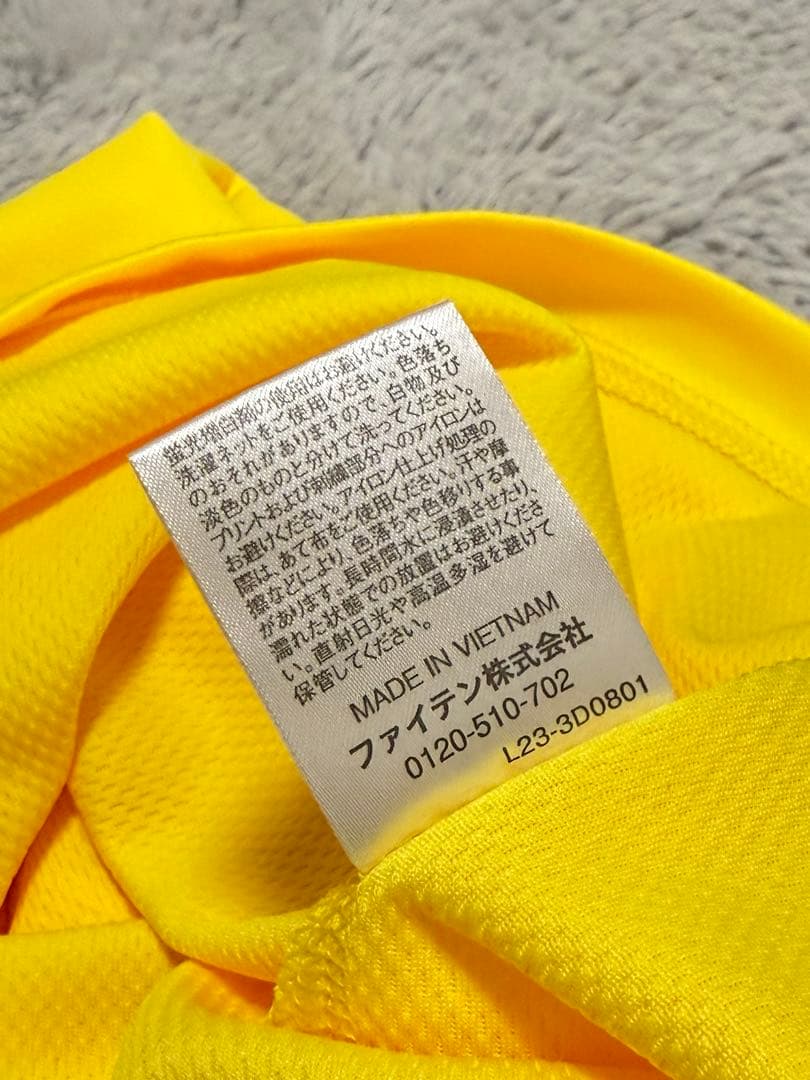 蛍光増白剤の使用はお避けください。
洗濯ネットをご使用ください。色落ち
のおそれがありますので、白物及び
淡色のものと分けて洗ってください。
プリントおよび刺繍部分へのアイロンは
お避けください。アイロン仕上げ処理の
際は、あて布をご使用ください。汗や摩
擦などにより、色落ちや色移りする事
があります。長時間水に浸漬させたり、
濡れた状態での放置はお避けくださ
い。直射日光や高温多湿を避けて
保管してください。
MADE IN VIETNAM
ファイテン株式会社
0120-510-702
L23-3D0801